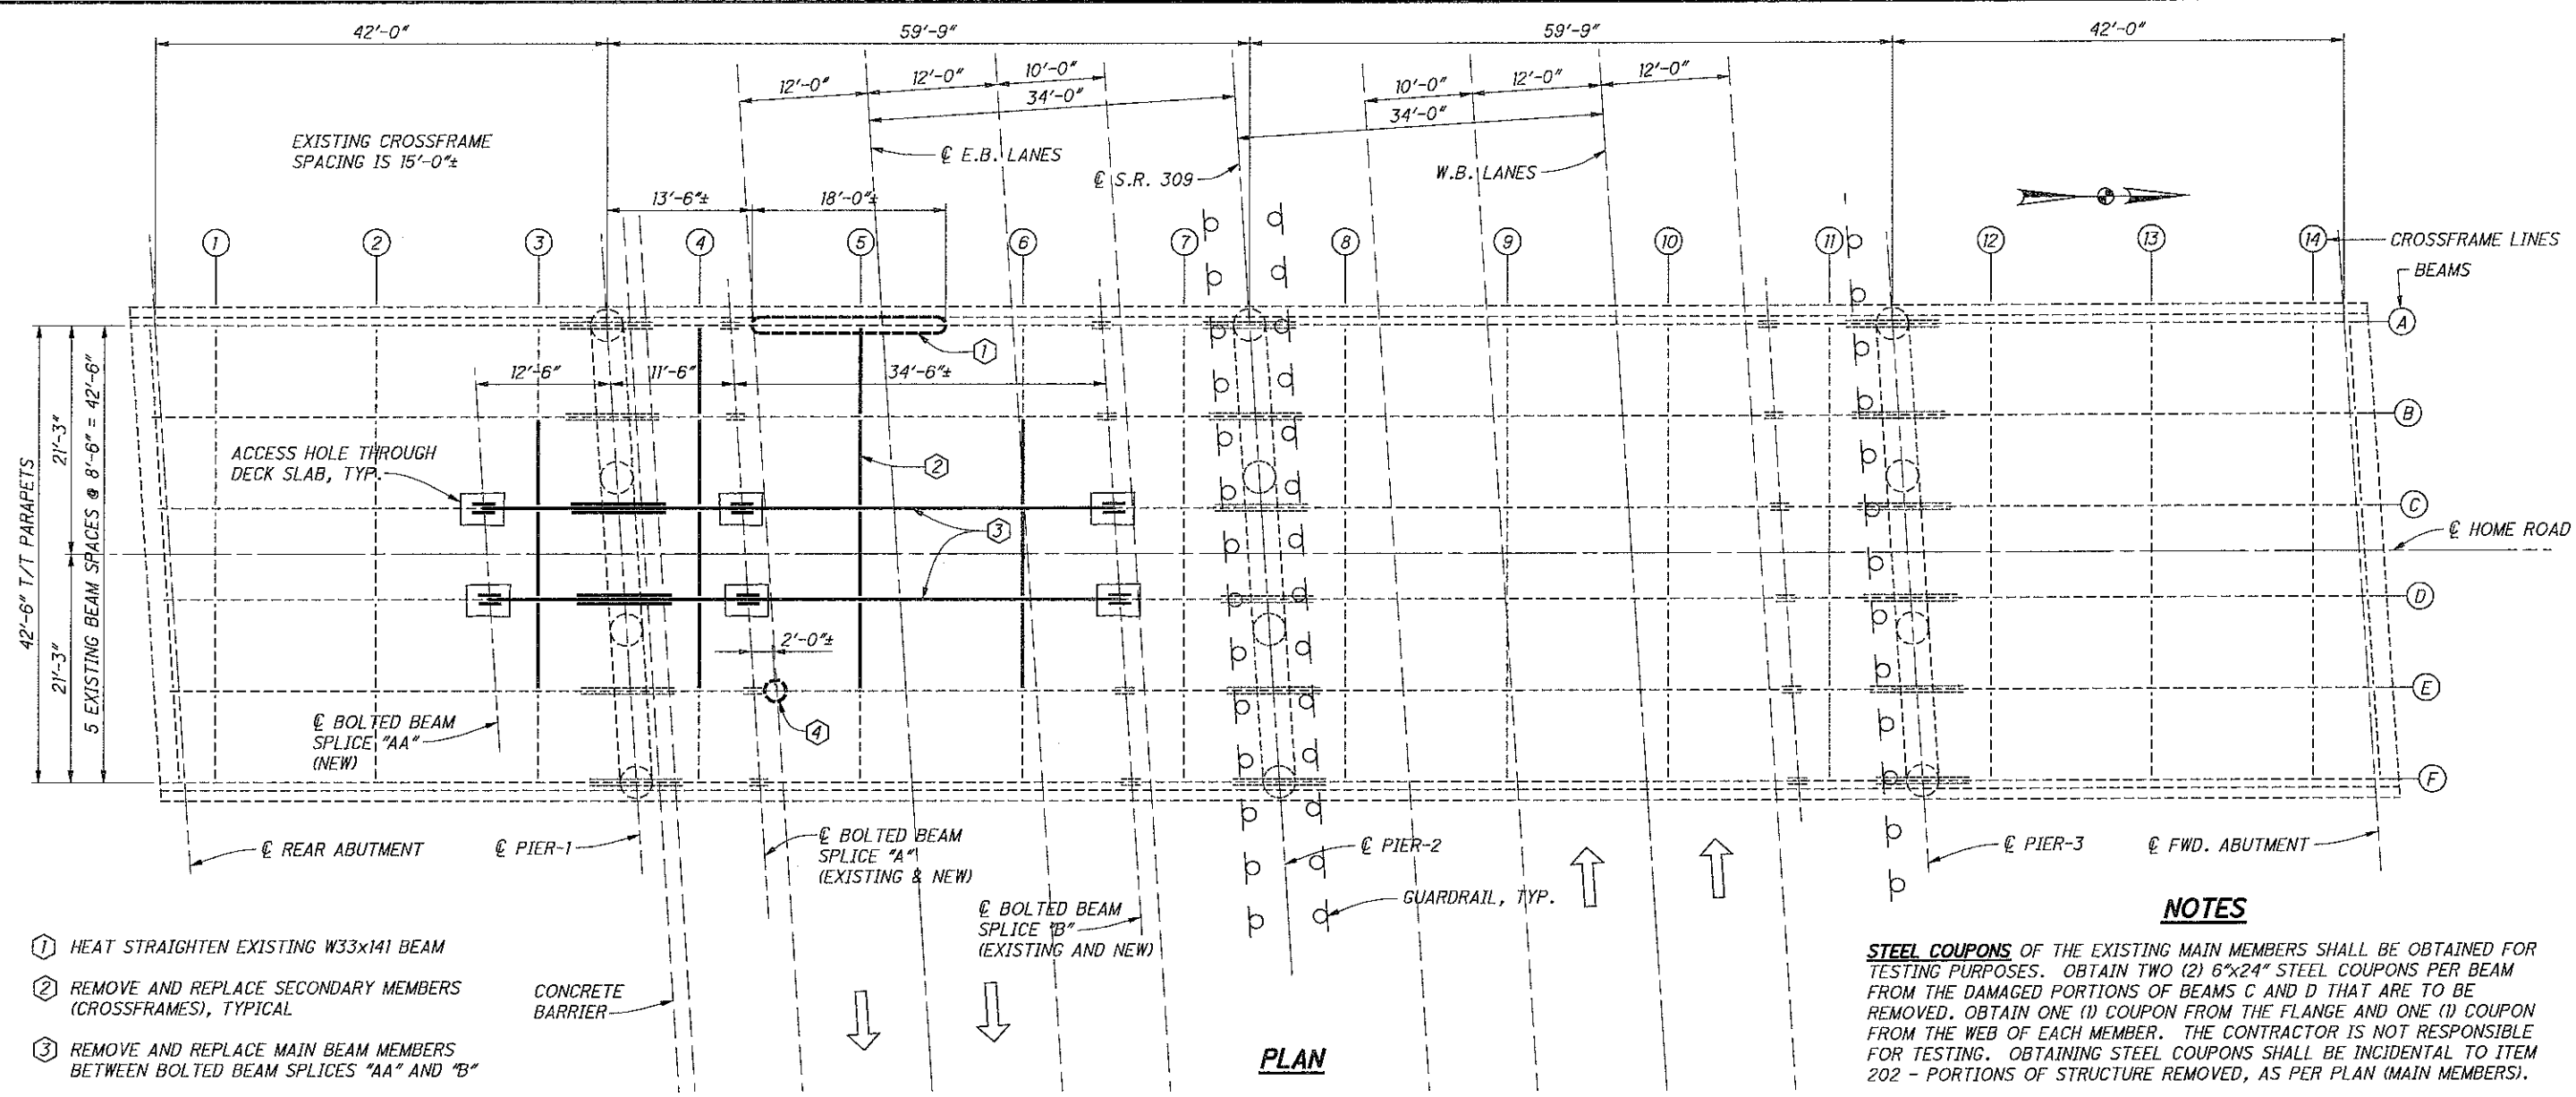 42'-0"
59'-9"
59'-9"
42'-0"
12'-0"
12'-0"
10'-0"
34'-0"
10'-0"
12'-0"
12'-0"
34'-0"
EXISTING CROSSFRAME
SPACING IS 15'-0"±
℄ E.B. LANES
℄ S.R. 309
W.B. LANES
13'-6"±
18'-0"±
1
2
3
4
5
6
7
8
9
10
11
12
13
14
CROSSFRAME LINES
BEAMS
A
B
C
D
E
F
1
12'-6"
11'-6"
34'-6"±
ACCESS HOLE THROUGH
DECK SLAB, TYP.
2
3
℄ HOME ROAD
42'-6" T/T PARAPETS
21'-3"
21'-3"
5 EXISTING BEAM SPACES @ 8'-6" = 42'-6"
2'-0"±
4
℄ BOLTED BEAM
SPLICE "AA"
(NEW)
℄ REAR ABUTMENT
℄ PIER-1
℄ BOLTED BEAM
SPLICE "A"
(EXISTING & NEW)
℄ PIER-2
℄ PIER-3
℄ FWD. ABUTMENT
℄ BOLTED BEAM
SPLICE "B"
(EXISTING AND NEW)
GUARDRAIL, TYP.
CONCRETE
BARRIER
1 HEAT STRAIGHTEN EXISTING W33x141 BEAM
2 REMOVE AND REPLACE SECONDARY MEMBERS
(CROSSFRAMES), TYPICAL
3 REMOVE AND REPLACE MAIN BEAM MEMBERS
BETWEEN BOLTED BEAM SPLICES "AA" AND "B"
PLAN
NOTES
STEEL COUPONS OF THE EXISTING MAIN MEMBERS SHALL BE OBTAINED FOR
TESTING PURPOSES. OBTAIN TWO (2) 6"x24" STEEL COUPONS PER BEAM
FROM THE DAMAGED PORTIONS OF BEAMS C AND D THAT ARE TO BE
REMOVED. OBTAIN ONE (1) COUPON FROM THE FLANGE AND ONE (1) COUPON
FROM THE WEB OF EACH MEMBER. THE CONTRACTOR IS NOT RESPONSIBLE
FOR TESTING. OBTAINING STEEL COUPONS SHALL BE INCIDENTAL TO ITEM
202 - PORTIONS OF STRUCTURE REMOVED, AS PER PLAN (MAIN MEMBERS).